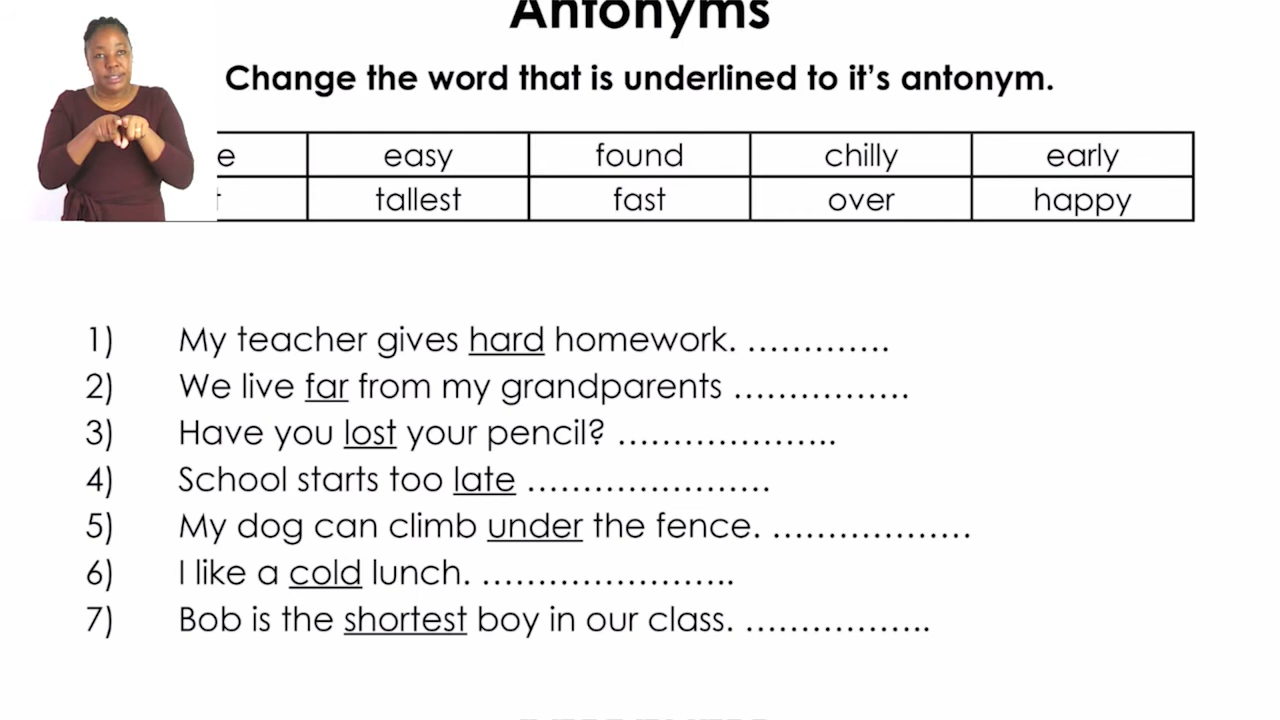 Antonyms
Change the word that is underlined to it's antonym.
e easy found chilly early
t tallest fast over happy
1) My teacher gives hard homework. ………….
2) We live far from my grandparents …………….
3) Have you lost your pencil? ………………..
4) School starts too late ………………….
5) My dog can climb under the fence. ………………
6) I like a cold lunch. …………………..
7) Bob is the shortest boy in our class. ……………..